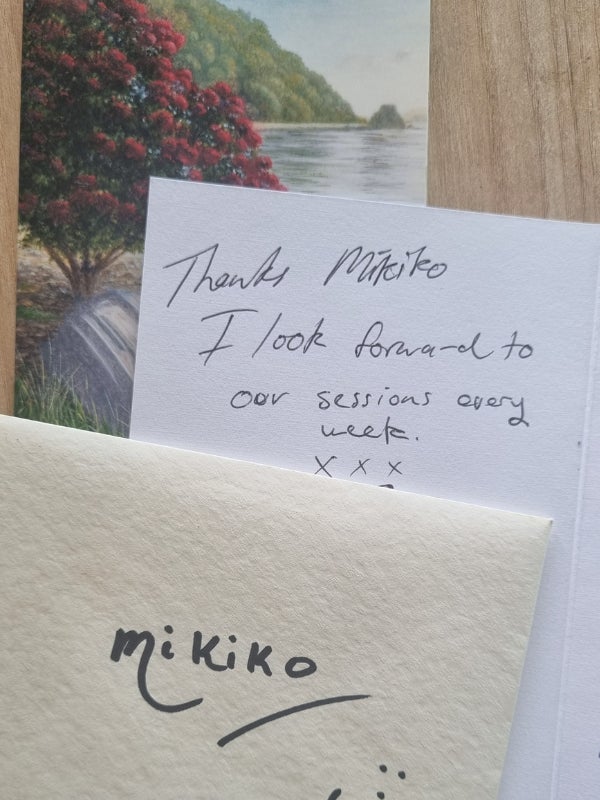 Thanks Mikiko
I look forward to
our sessions every
week.
x x x
mikiko